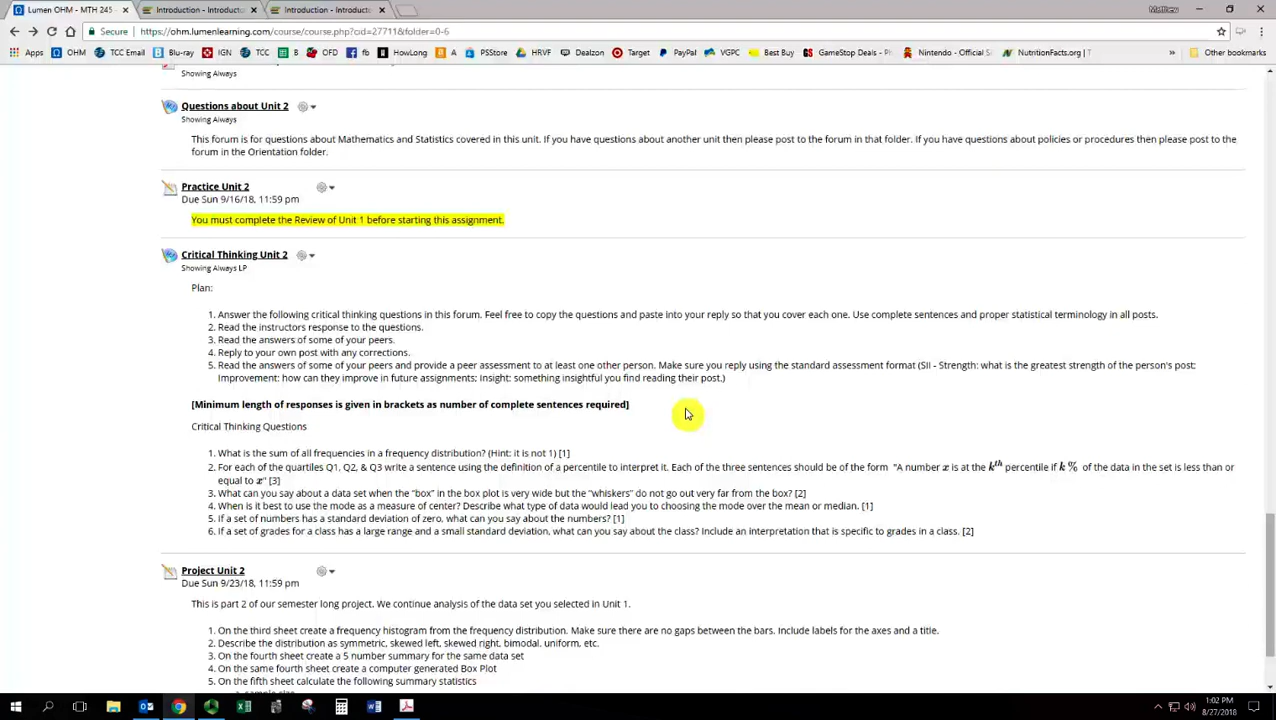 Lumen OHM - MTH 245 - × Introduction - Introductio × Introduction - Introductio × Mathew
Secure https://ohm.lumenlearning.com/course/course.php?cid=27711&folder=0-6
Apps OHM TCC Email Blu-ray IGN TCC B OFD HowLong A PSStore HRVF Dealzon Target PayPal VGPC Best Buy GameStop Deals - PS Nintendo - Official S NutritionFacts.org | T » Other bookmarks
Showing Always
Questions about Unit 2
Showing Always
This forum is for questions about Mathematics and Statistics covered in this unit. If you have questions about another unit then please post to the forum in that folder. If you have questions about policies or procedures then please post to the
forum in the Orientation folder.
Practice Unit 2
Due Sun 9/16/18, 11:59 pm
You must complete the Review of Unit 1 before starting this assignment.
Critical Thinking Unit 2
Showing Always LP
Plan:
1. Answer the following critical thinking questions in this forum. Feel free to copy the questions and paste into your reply so that you cover each one. Use complete sentences and proper statistical terminology in all posts.
2. Read the instructors response to the questions.
3. Read the answers of some of your peers.
4. Reply to your own post with any corrections.
5. Read the answers of some of your peers and provide a peer assessment to at least one other person. Make sure you reply using the standard assessment format (SII - Strength: what is the greatest strength of the person's post;
Improvement: how can they improve in future assignments; Insight: something insightful you find reading their post.)
[Minimum length of responses is given in brackets as number of complete sentences required]
Critical Thinking Questions
1. What is the sum of all frequencies in a frequency distribution? (Hint: it is not 1) [1]
2. For each of the quartiles Q1, Q2, & Q3 write a sentence using the definition of a percentile to interpret it. Each of the three sentences should be of the form "A number x is at the kth percentile if k% of the data in the set is less than or
equal to x" [3]
3. What can you say about a data set when the "box" in the box plot is very wide but the "whiskers" do not go out very far from the box? [2]
4. When is it best to use the mode as a measure of center? Describe what type of data would lead you to choosing the mode over the mean or median. [1]
5. If a set of numbers has a standard deviation of zero, what can you say about the numbers? [1]
6. If a set of grades for a class has a large range and a small standard deviation, what can you say about the class? Include an interpretation that is specific to grades in a class. [2]
Project Unit 2
Due Sun 9/23/18, 11:59 pm
This is part 2 of our semester long project. We continue analysis of the data set you selected in Unit 1.
1. On the third sheet create a frequency histogram from the frequency distribution. Make sure there are no gaps between the bars. Include labels for the axes and a title.
2. Describe the distribution as symmetric, skewed left, skewed right, bimodal, uniform, etc.
3. On the fourth sheet create a 5 number summary for the same data set
4. On the same fourth sheet create a computer generated Box Plot
5. On the fifth sheet calculate the following summary statistics
1:02 PM
8/27/2018